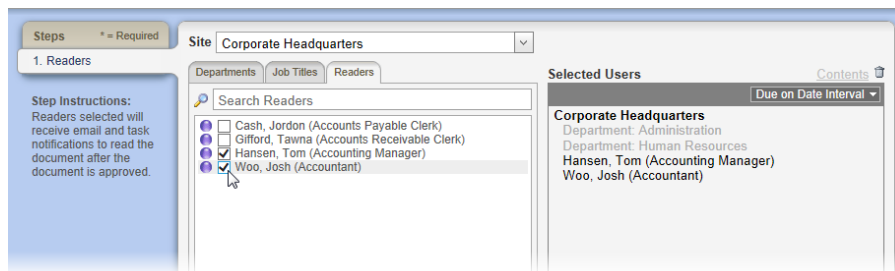 Steps * = Required
1. Readers
Step Instructions:
Readers selected will
receive email and task
notifications to read the
document after the
document is approved.
Site Corporate Headquarters
Departments Job Titles Readers
Search Readers
Cash, Jordon (Accounts Payable Clerk)
Gifford, Tawna (Accounts Receivable Clerk)
Hansen, Tom (Accounting Manager)
Woo, Josh (Accountant)
Selected Users Contents
Due on Date Interval
Corporate Headquarters
Department: Administration
Department: Human Resources
Hansen, Tom (Accounting Manager)
Woo, Josh (Accountant)